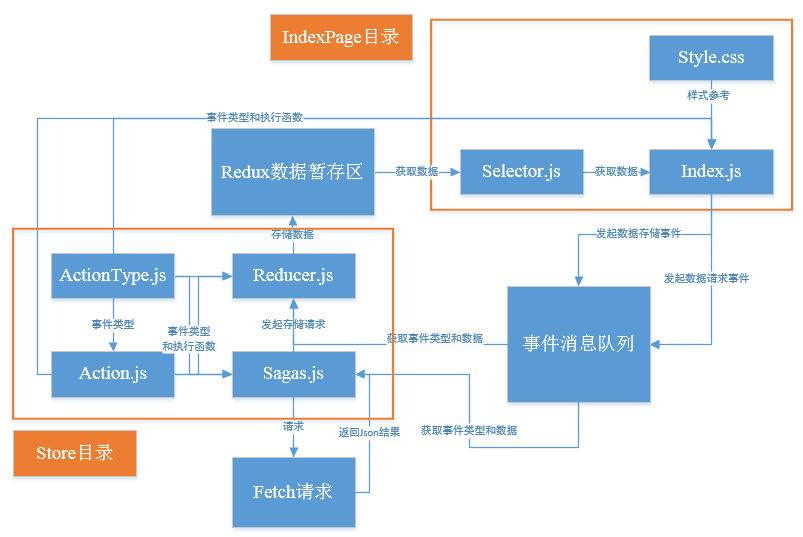 IndexPage目录
Style.css
样式参考
事件类型和执行函数
Redux数据暂存区
获取数据
Selector.js
获取数据
Index.js
存储数据
发起数据存储事件
ActionType.js
Reducer.js
发起数据请求事件
事件类型
事件类型
和执行函数
发起存储请求
获取事件类型和数据
事件消息队列
Action.js
Sagas.js
请求
返回Json结果
获取事件类型和数据
Store目录
Fetch请求